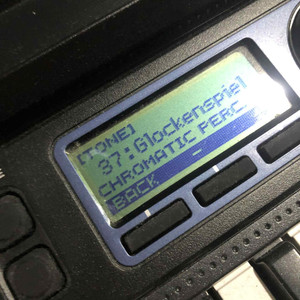 [TONE]
37:Glockenspiel
CHROMATIC PERC.
BACK
E